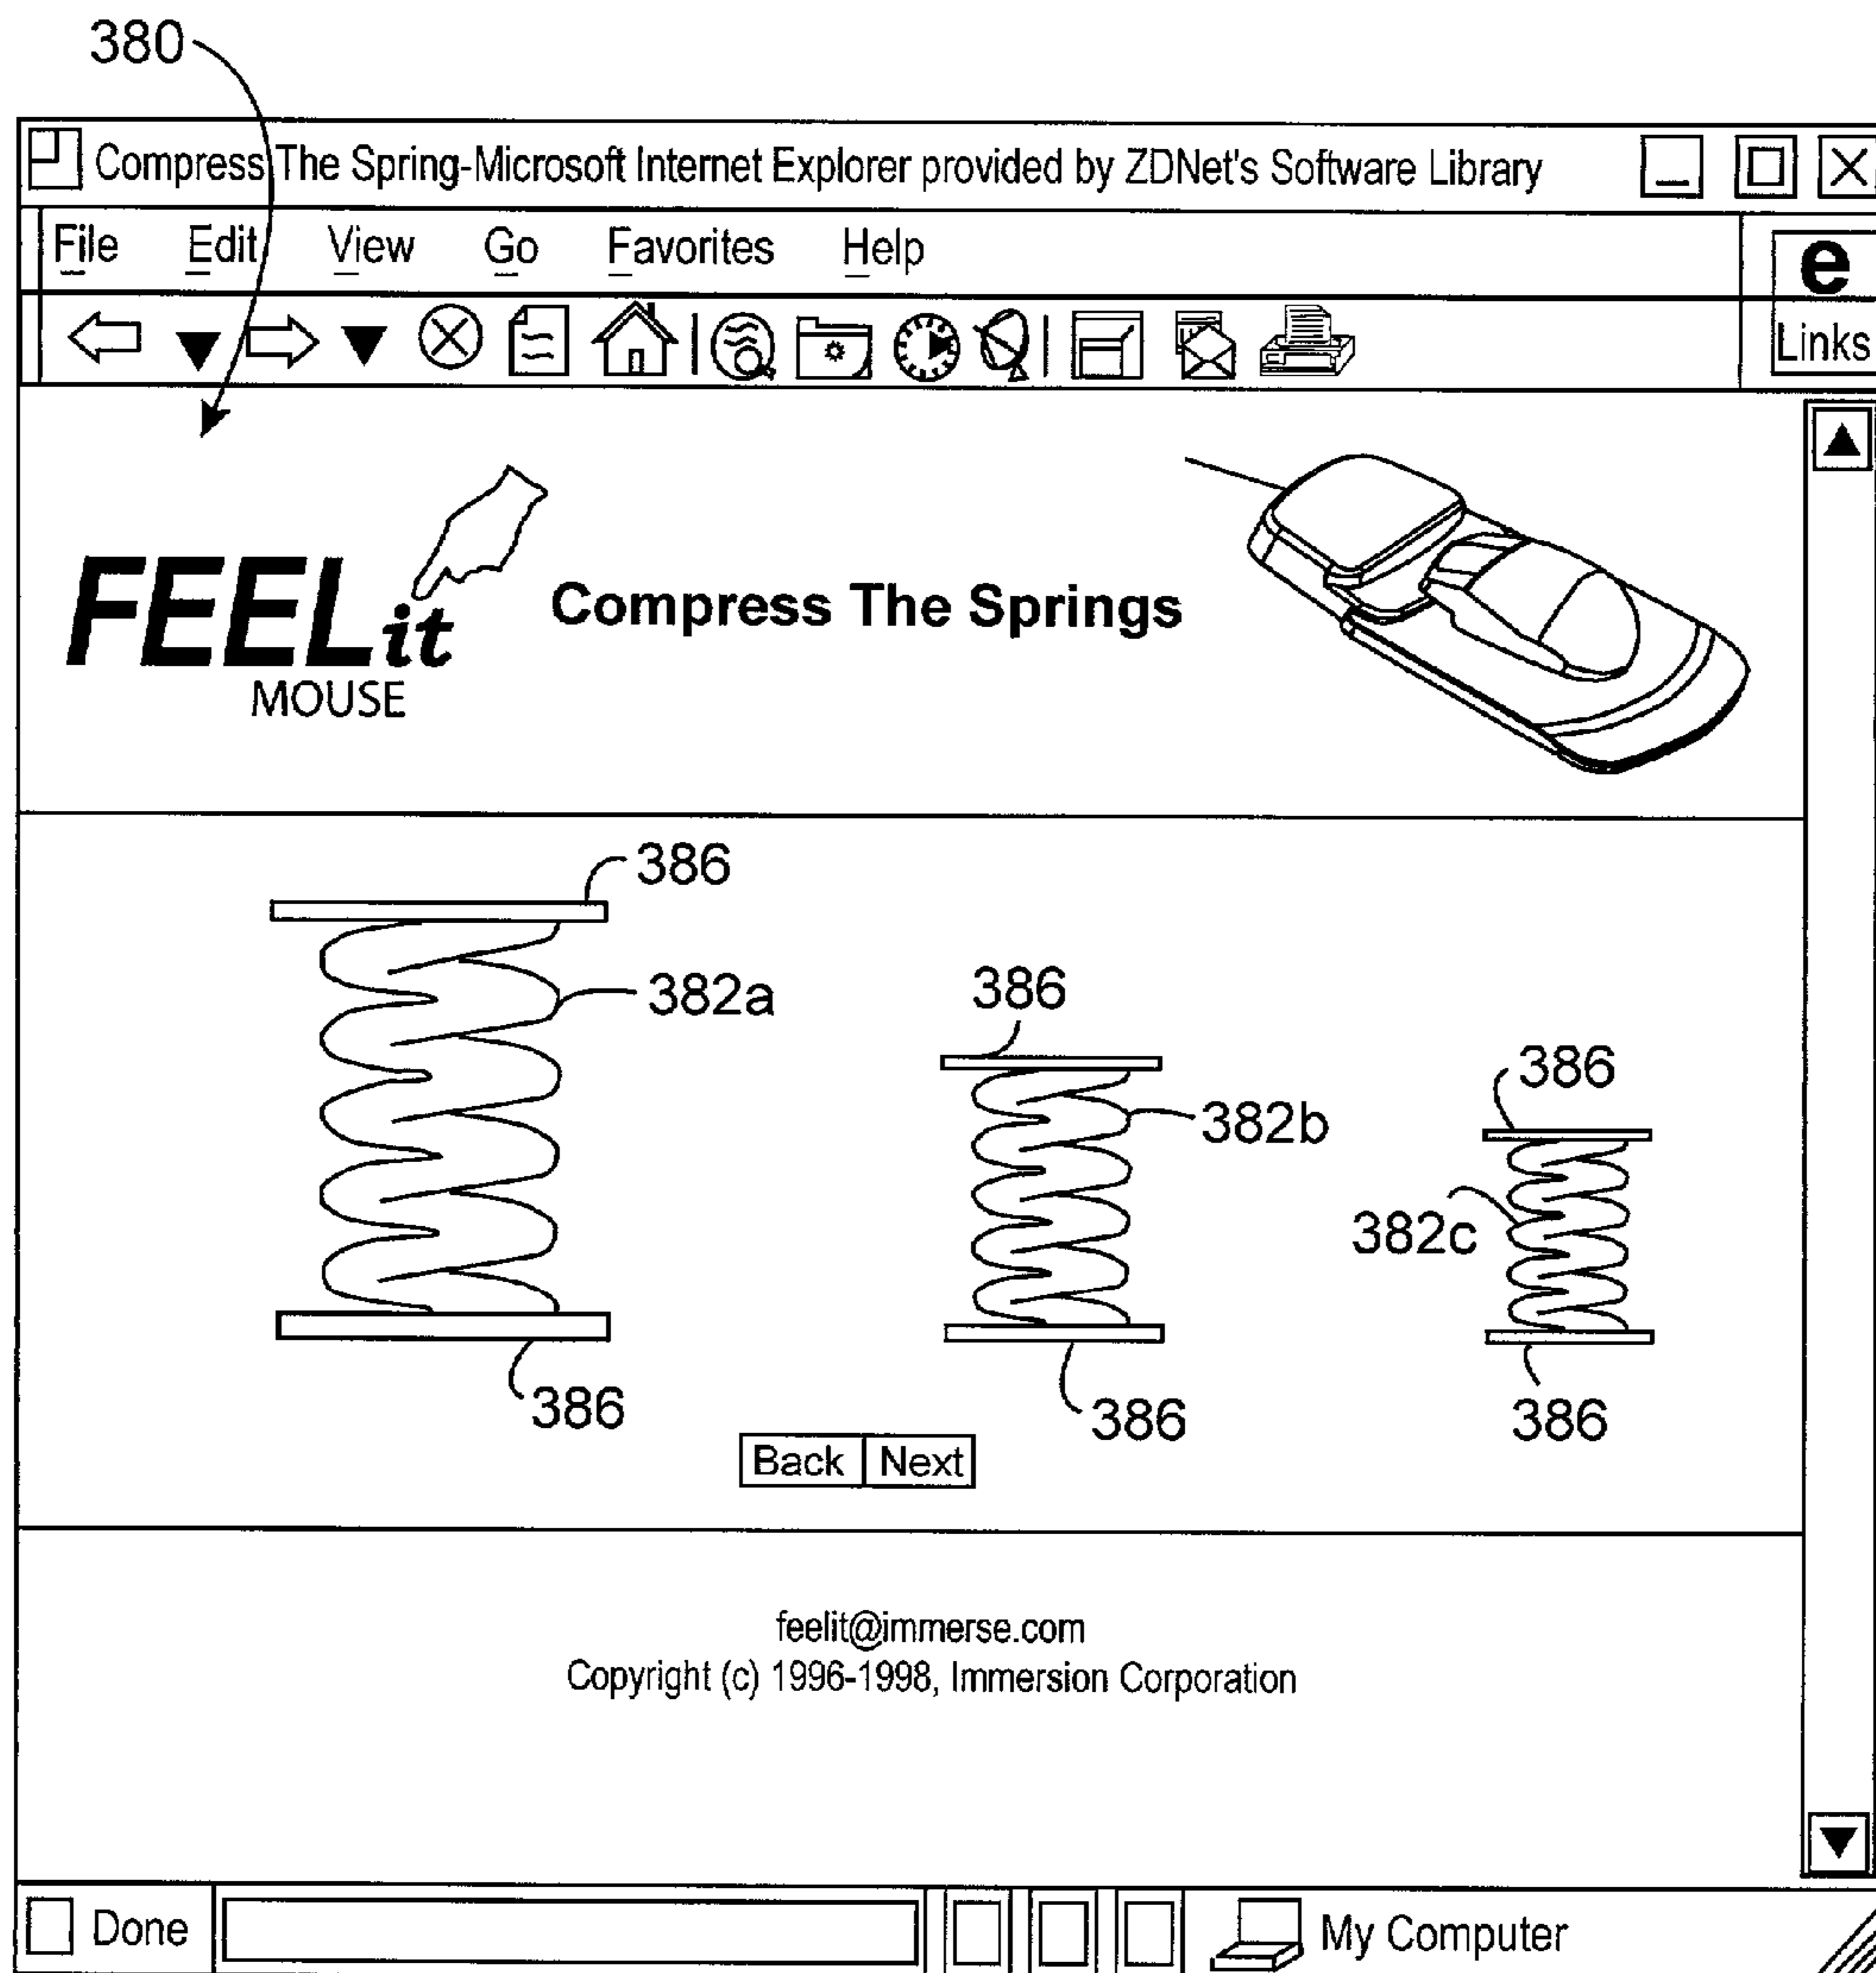 380
Compress The Spring-Microsoft Internet Explorer provided by ZDNet's Software Library
File Edit View Go Favorites Help
e
Links
FEELit
MOUSE
Compress The Springs
386
382a
386
382b
386
382c
386
386
386
Back Next
feelit@immerse.com
Copyright (c) 1996-1998, Immersion Corporation
Done
My Computer